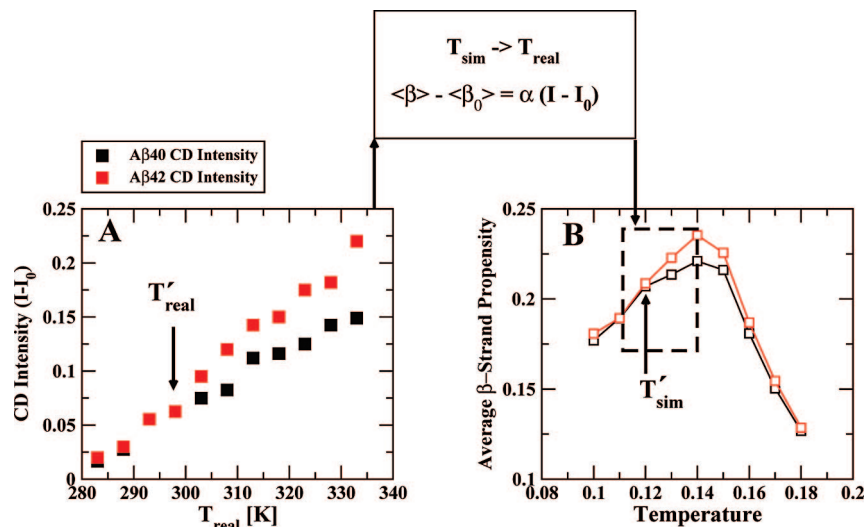 T_sim -> T_real
<β> - <β_0> = α (I - I_0)
Aβ40 CD Intensity
Aβ42 CD Intensity
A
T′_real
CD Intensity (I-I_0)
0.25
0.2
0.15
0.1
0.05
0
280 290 300 310 320 330 340
T_real [K]
B
T′_sim
Average β-Strand Propensity
0.25
0.2
0.15
0.1
0.08 0.1 0.12 0.14 0.16 0.18 0.2
Temperature